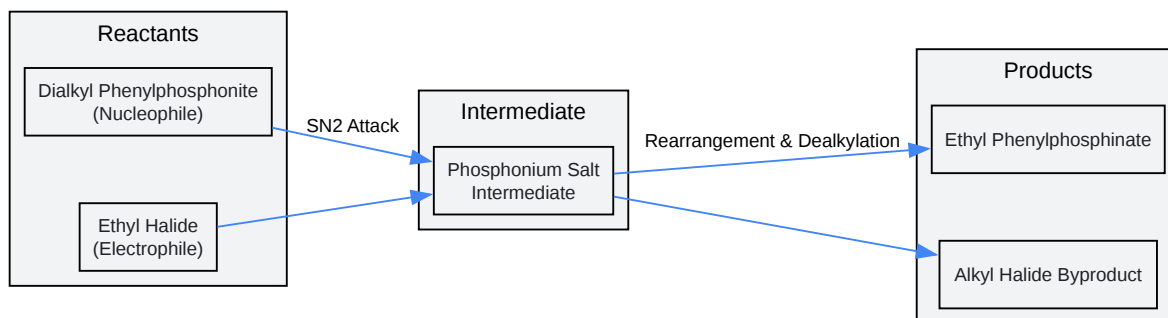 Reactants
Dialkyl Phenylphosphonite
(Nucleophile)
Ethyl Halide
(Electrophile)
SN2 Attack
Intermediate
Phosphonium Salt
Intermediate
Rearrangement & Dealkylation
Products
Ethyl Phenylphosphinate
Alkyl Halide Byproduct